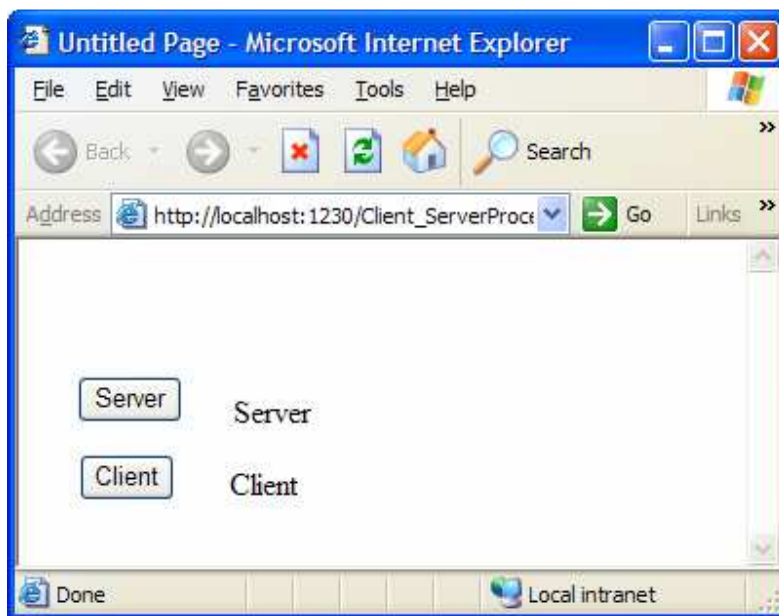 Untitled Page - Microsoft Internet Explorer
File Edit View Favorites Tools Help
Back Search
Address http://localhost:1230/Client_ServerProce Go Links
Server Server
Client Client
Done Local intranet